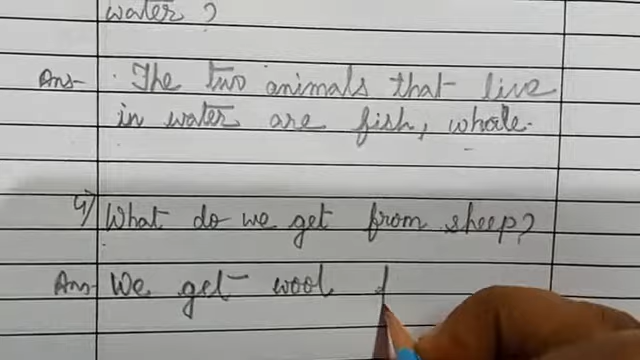 water ?
Ans- The two animals that live
in water are fish, whale.
4) What do we get from sheep?
Ans- We get wool f